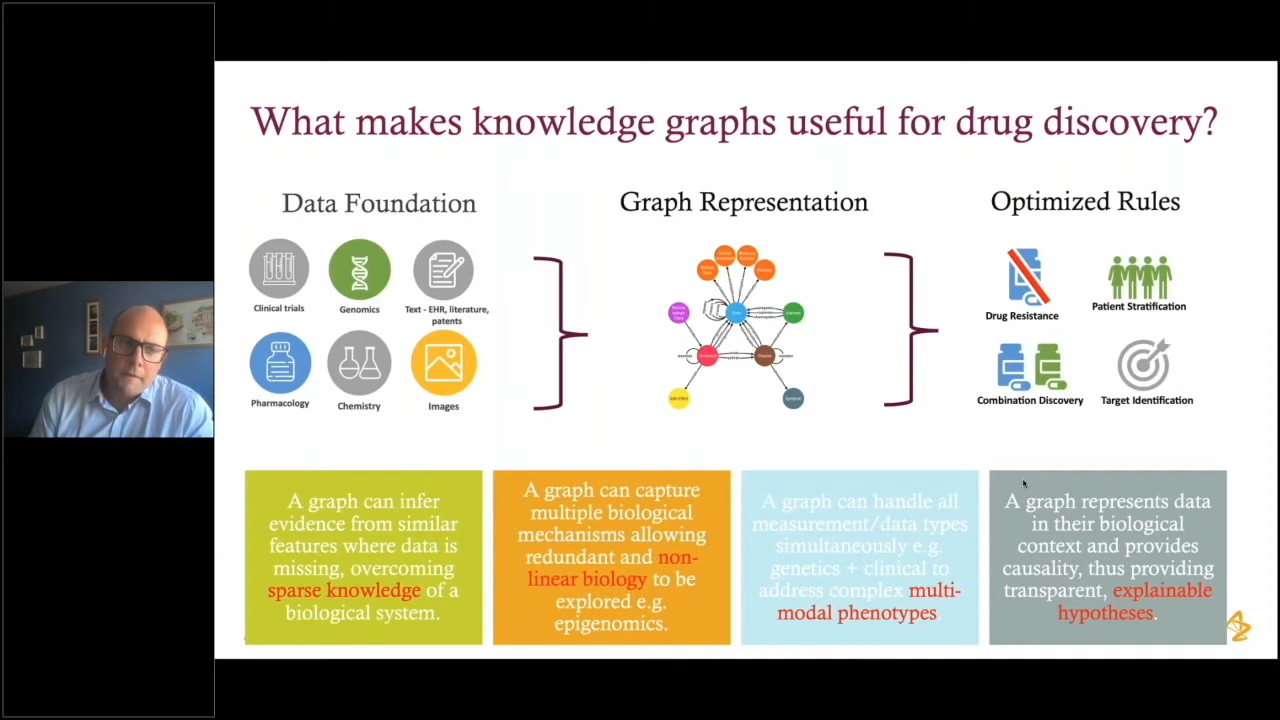 What makes knowledge graphs useful for drug discovery?
Data Foundation
Graph Representation
Optimized Rules
Clinical trials
Genomics
Text - EHR, literature,
patents
Pharmacology
Chemistry
Images
Drug Resistance
Patient Stratification
Combination Discovery
Target Identification
A graph can infer
evidence from similar
features where data is
missing, overcoming
sparse knowledge of a
biological system.
A graph can capture
multiple biological
mechanisms allowing
redundant and non-
linear biology to be
explored e.g.
epigenomics.
A graph can handle all
measurement/data types
simultaneously e.g.
genetics + clinical to
address complex multi-
modal phenotypes.
A graph represents data
in their biological
context and provides
causality, thus providing
transparent, explainable
hypotheses.